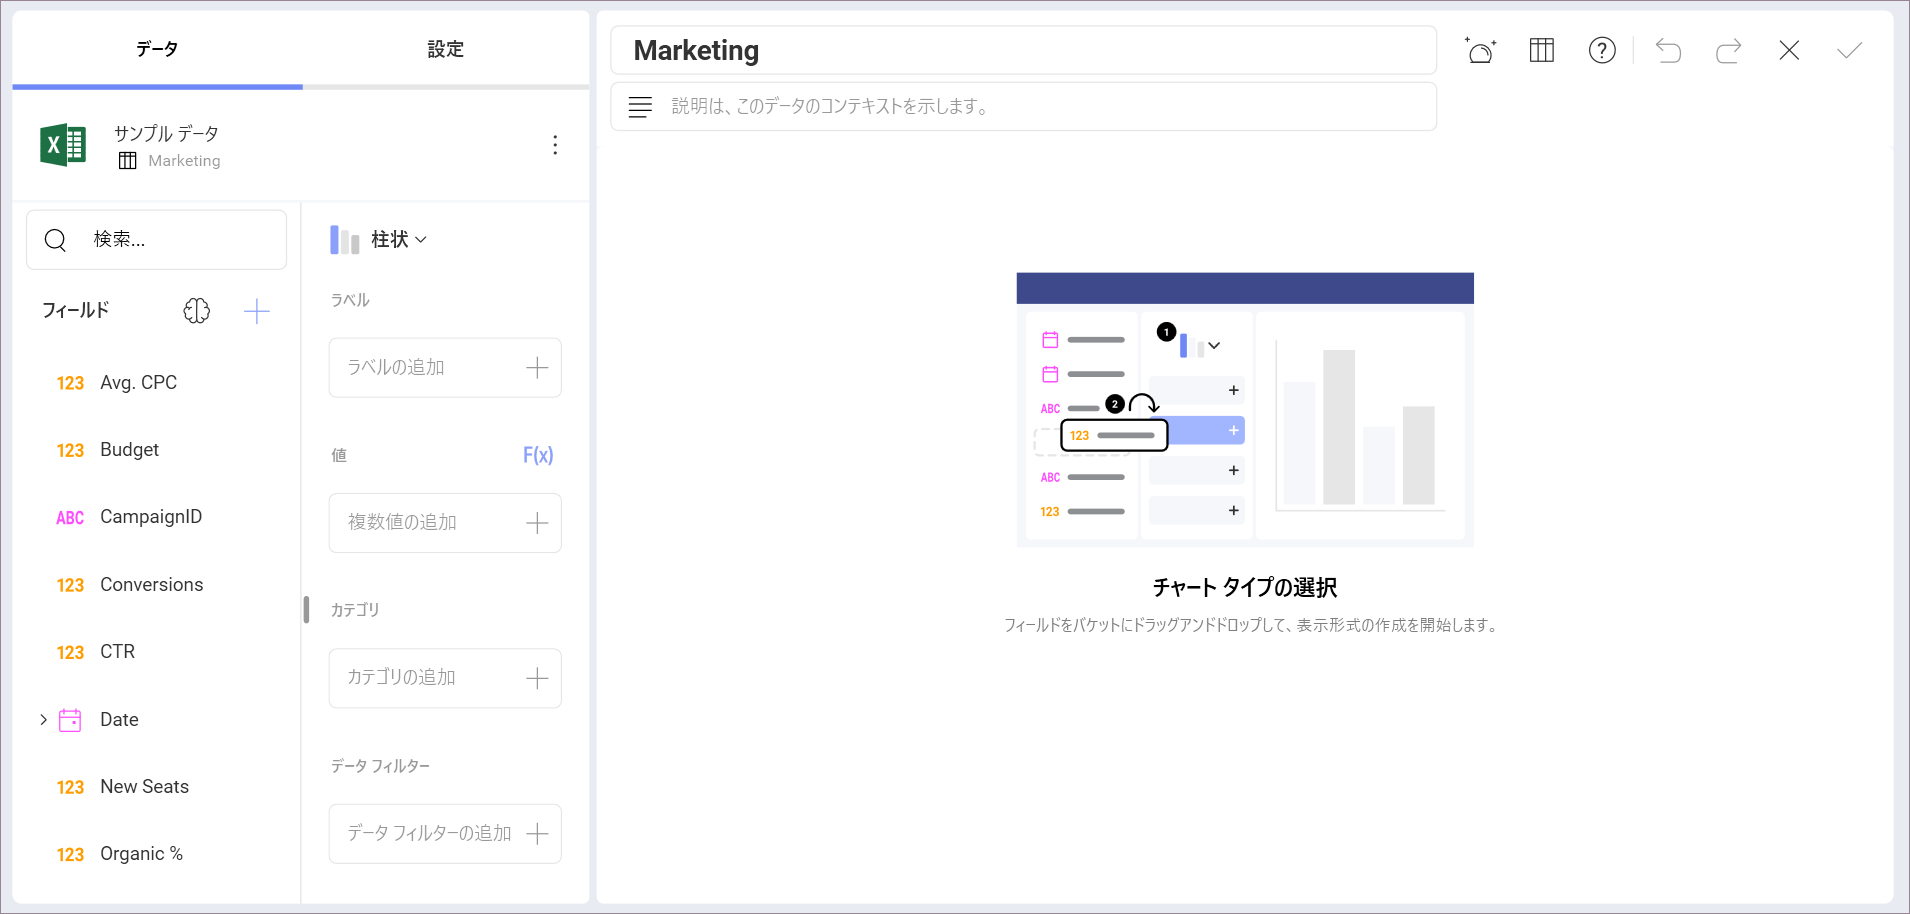 データ
設定
サンプル データ
Marketing
検索...
フィールド
123 Avg. CPC
123 Budget
ABC CampaignID
123 Conversions
123 CTR
Date
123 New Seats
123 Organic %
柱状
ラベル
ラベルの追加
値 F(x)
複数値の追加
カテゴリ
カテゴリの追加
データ フィルター
データ フィルターの追加
Marketing
説明は、このデータのコンテキストを示します。
1
ABC 2
123
ABC
123
チャート タイプの選択
フィールドをバケットにドラッグアンドドロップして、表示形式の作成を開始します。